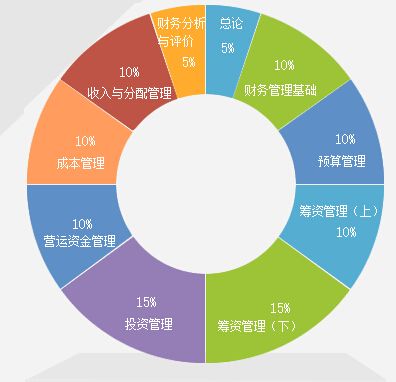 总论
5%
10%
财务管理基础
10%
预算管理
筹资管理（上）
10%
15%
筹资管理（下）
15%
投资管理
10%
营运资金管理
10%
成本管理
10%
收入与分配管理
财务分析
与评价
5%